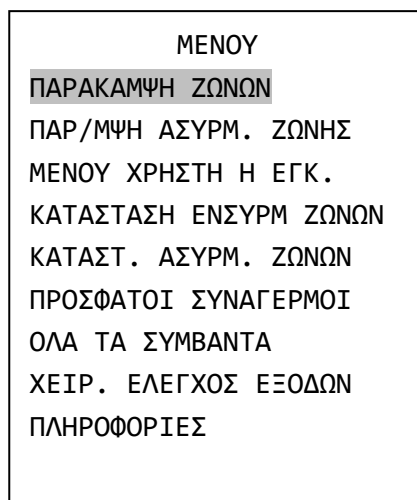 ΜΕΝΟΥ
ΠΑΡΑΚΑΜΨΗ ΖΩΝΩΝ
ΠΑΡ/ΜΨΗ ΑΣΥΡΜ. ΖΩΝΗΣ
ΜΕΝΟΥ ΧΡΗΣΤΗ Η ΕΓΚ.
ΚΑΤΑΣΤΑΣΗ ΕΝΣΥΡΜ ΖΩΝΩΝ
ΚΑΤΑΣΤ. ΑΣΥΡΜ. ΖΩΝΩΝ
ΠΡΟΣΦΑΤΟΙ ΣΥΝΑΓΕΡΜΟΙ
ΟΛΑ ΤΑ ΣΥΜΒΑΝΤΑ
ΧΕΙΡ. ΕΛΕΓΧΟΣ ΕΞΟΔΩΝ
ΠΛΗΡΟΦΟΡΙΕΣ